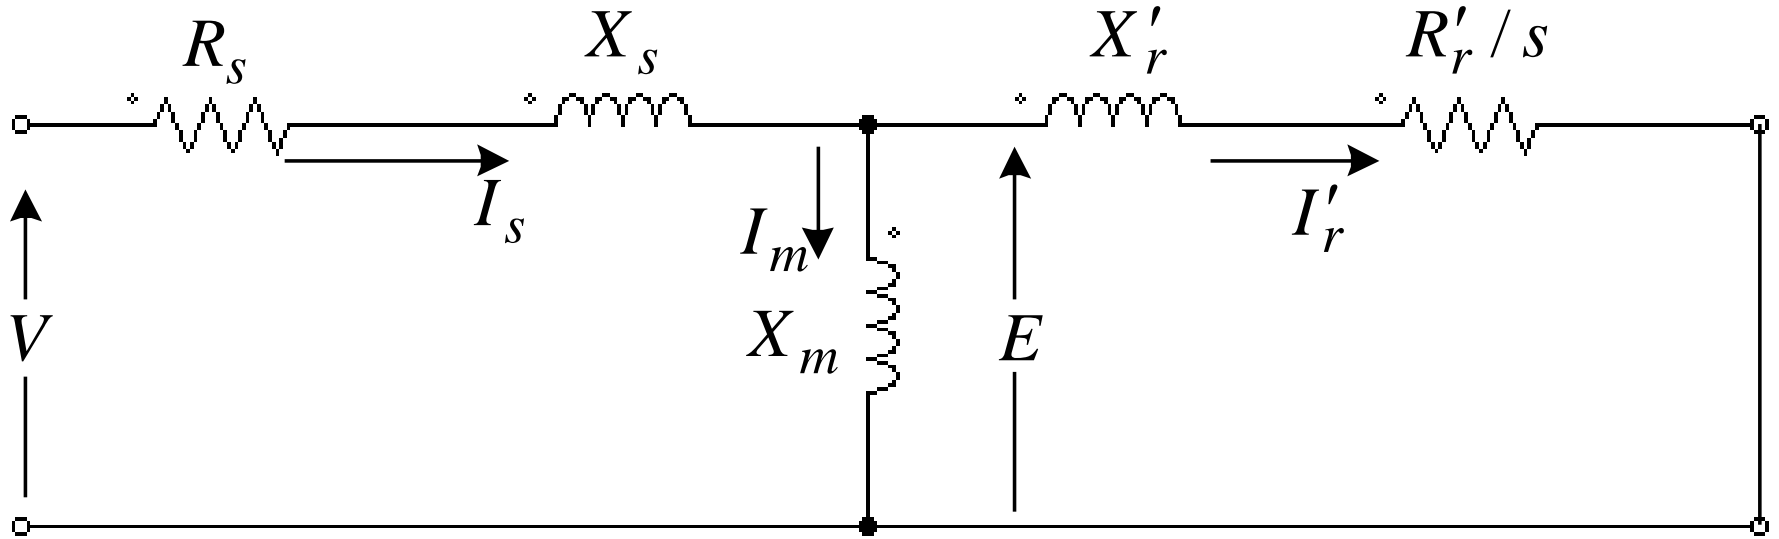 R_s X_s X′_r R′_r / s
I_s I_m I′_r
V X_m E